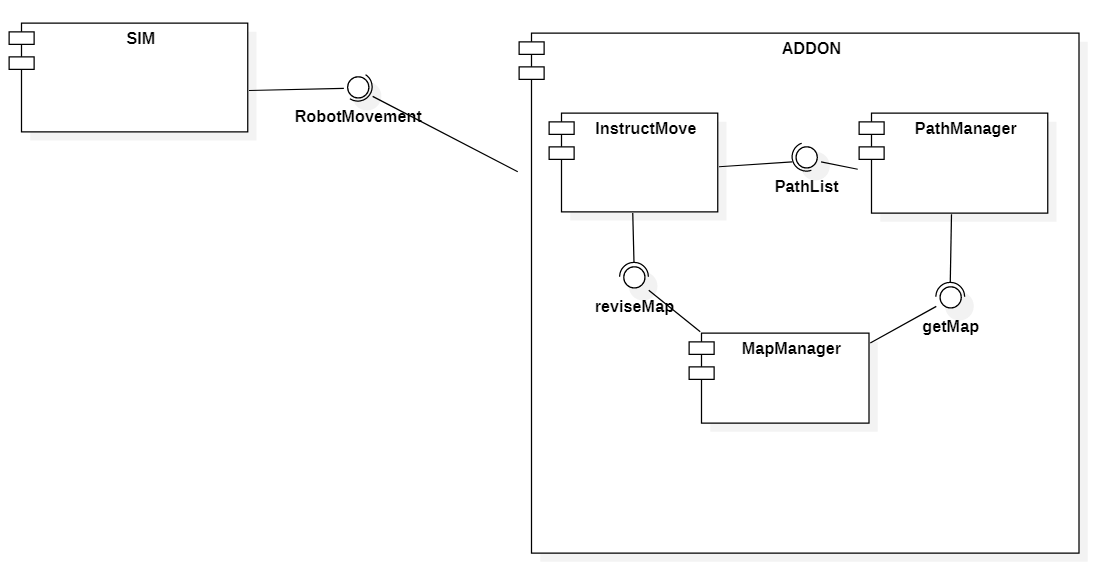 SIM
RobotMovement
ADDON
InstructMove
PathManager
PathList
reviseMap
getMap
MapManager